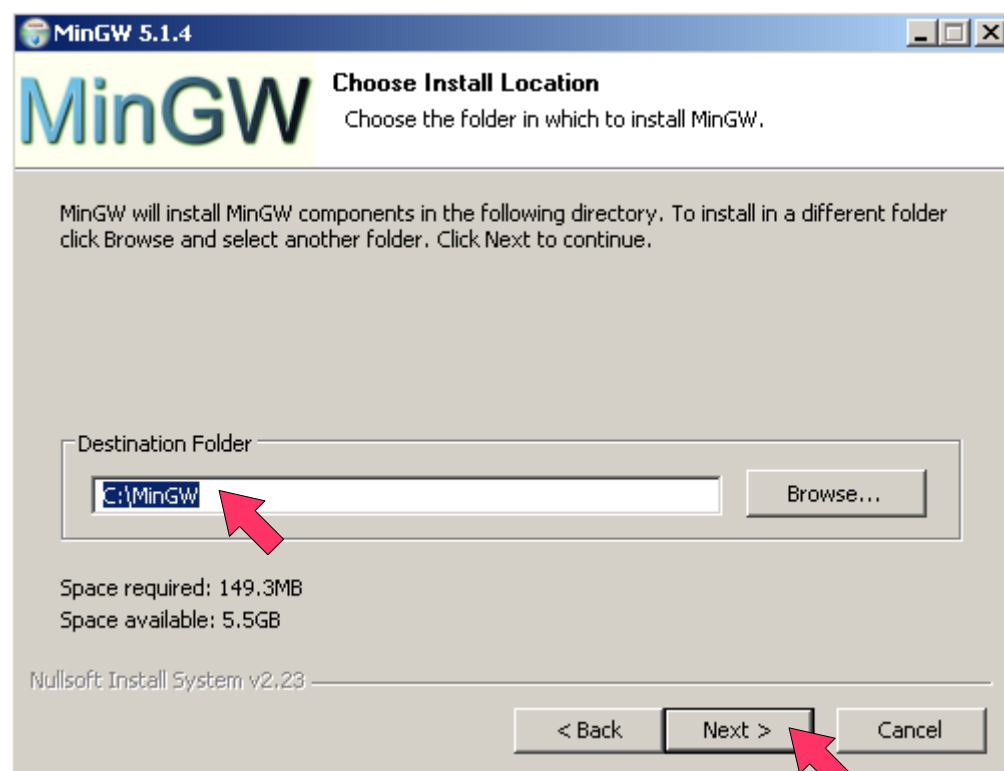 MinGW 5.1.4
MinGW
Choose Install Location
Choose the folder in which to install MinGW.
MinGW will install MinGW components in the following directory. To install in a different folder
click Browse and select another folder. Click Next to continue.
Destination Folder
C:\MinGW
Browse...
Space required: 149.3MB
Space available: 5.5GB
Nullsoft Install System v2.23
< Back
Next >
Cancel